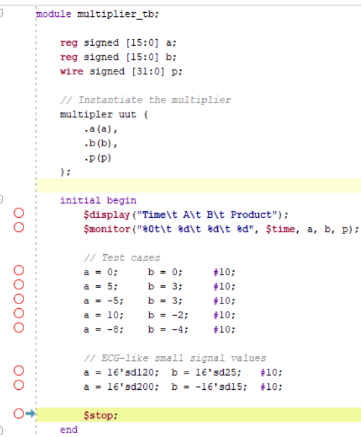 module multiplier_tb;
reg signed [15:0] a;
reg signed [15:0] b;
wire signed [31:0] p;
// Instantiate the multiplier
multipler uut (
.a(a),
.b(b),
.p(p)
);
initial begin
$display("Time\t A\t B\t Product");
$monitor("%0t\t %d\t %d\t %d", $time, a, b, p);
// Test cases
a = 0; b = 0; #10;
a = 5; b = 3; #10;
a = -5; b = 3; #10;
a = 10; b = -2; #10;
a = -8; b = -4; #10;
// ECG-like small signal values
a = 16'sd120; b = 16'sd25; #10;
a = 16'sd200; b = -16'sd15; #10;
$stop;
end